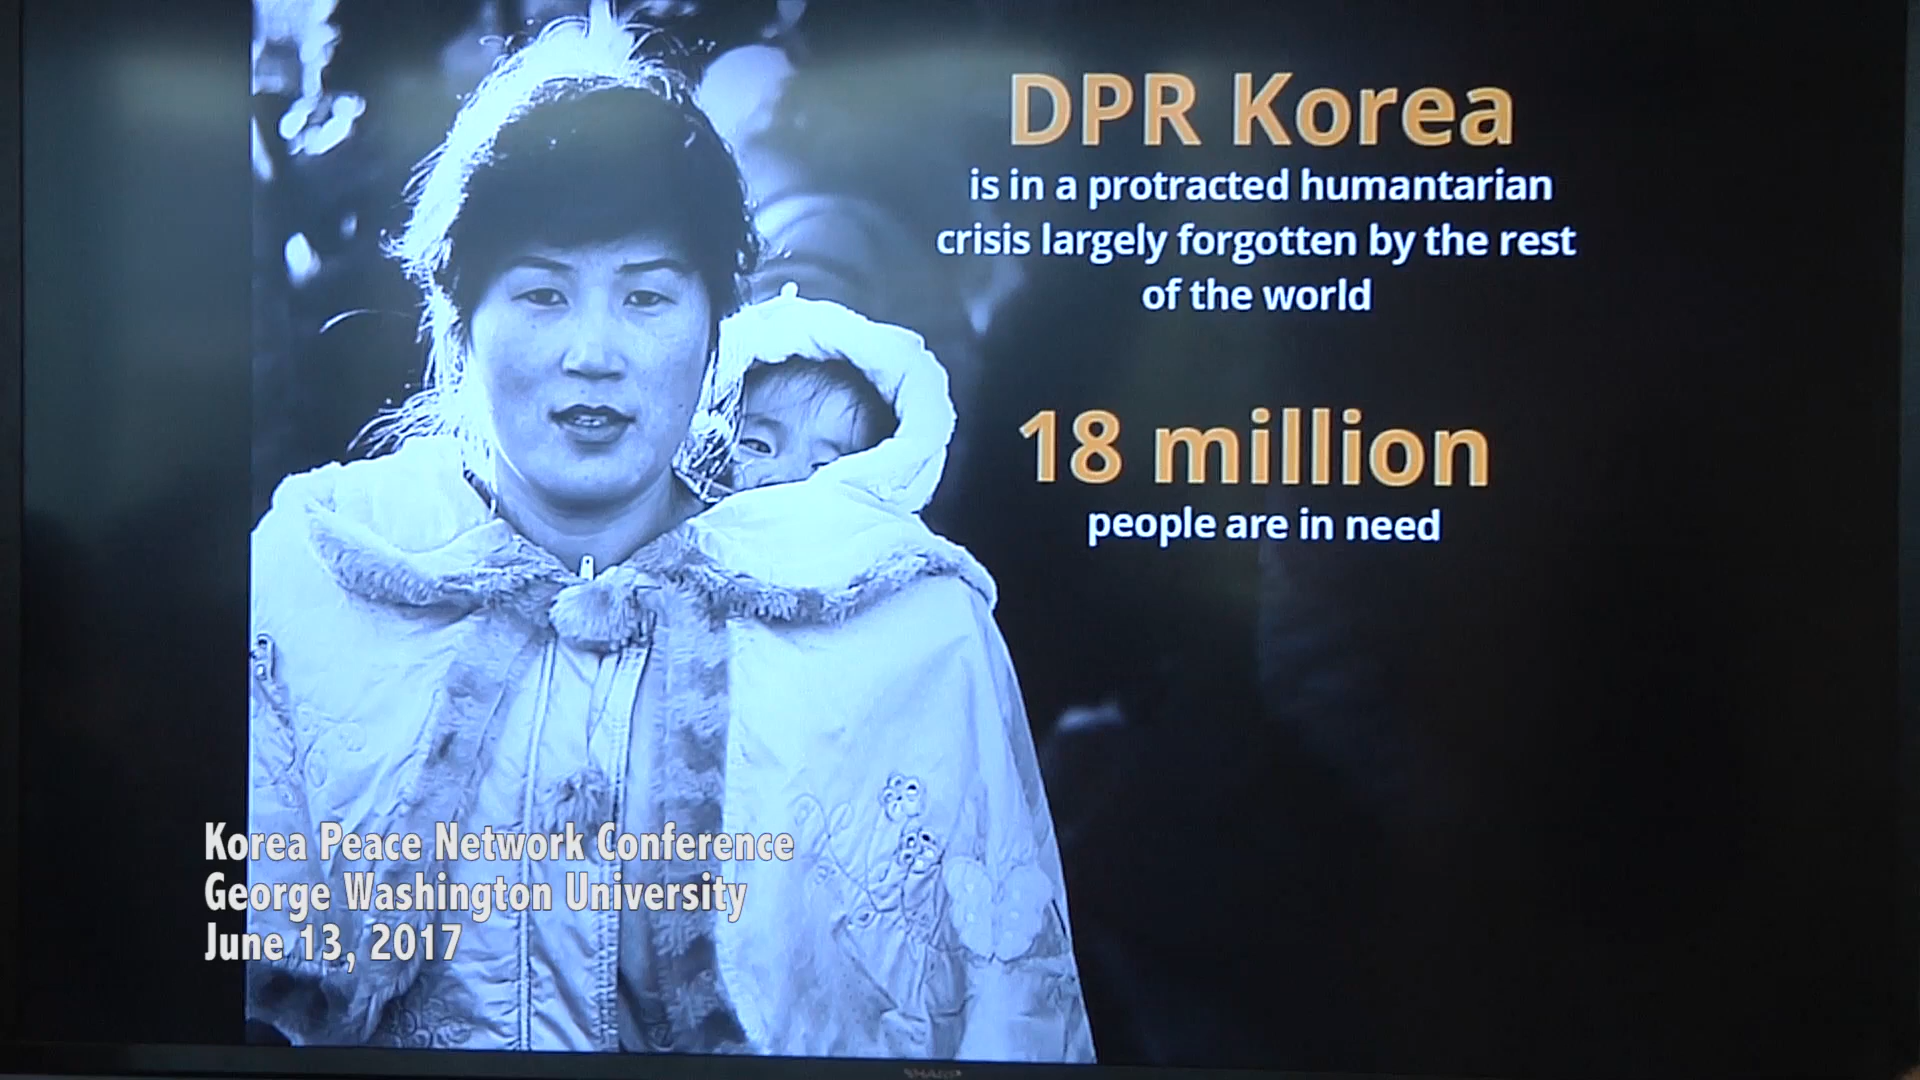 DPR Korea
is in a protracted humantarian
crisis largely forgotten by the rest
of the world
18 million
people are in need
Korea Peace Network Conference
George Washington University
June 13, 2017
SHARP